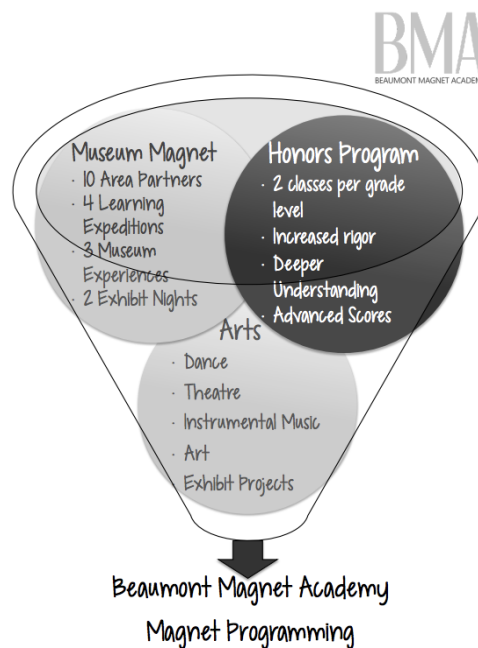 BMA
BEAUMONT MAGNET ACADEM
Museum Magnet
· 10 Area Partners
· 4 Learning
Expeditions
· 3 Museum
Experiences
· 2 Exhibit Nights
Honors Program
· 2 classes per grade
level
· Increased rigor
· Deeper
Understanding
· Advanced Scores
Arts
· Dance
· Theatre
· Instrumental Music
· Art
Exhibit Projects
Beaumont Magnet Academy
Magnet Programming